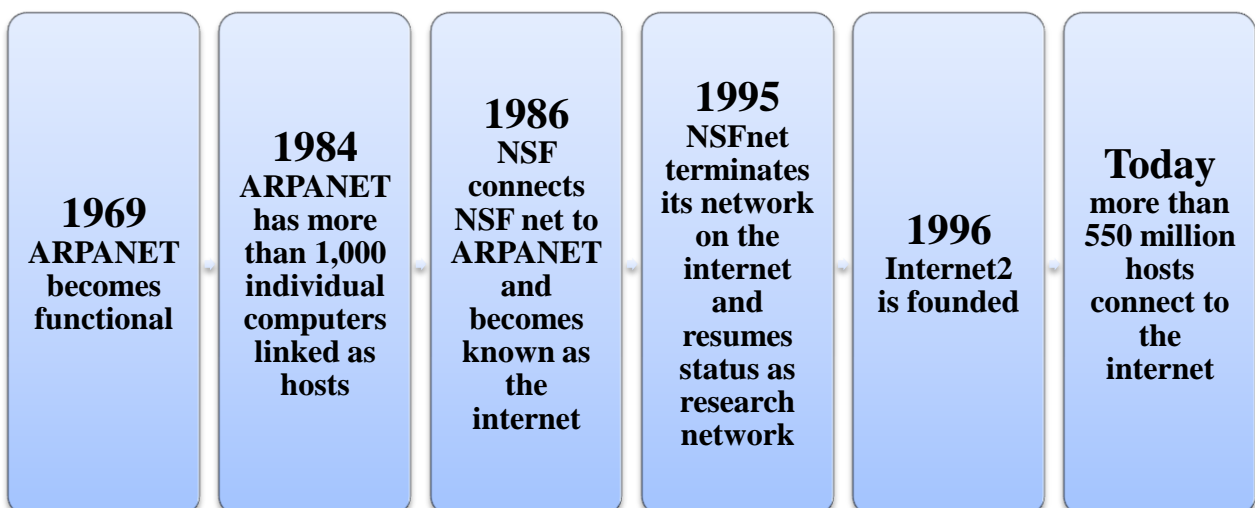 1969
ARPANET
becomes
functional
1984
ARPANET
has more
than 1,000
individual
computers
linked as
hosts
1986
NSF
connects
NSF net to
ARPANET
and
becomes
known as
the
internet
1995
NSFnet
terminates
its network
on the
internet
and
resumes
status as
research
network
1996
Internet2
is founded
Today
more than
550 million
hosts
connect to
the
internet